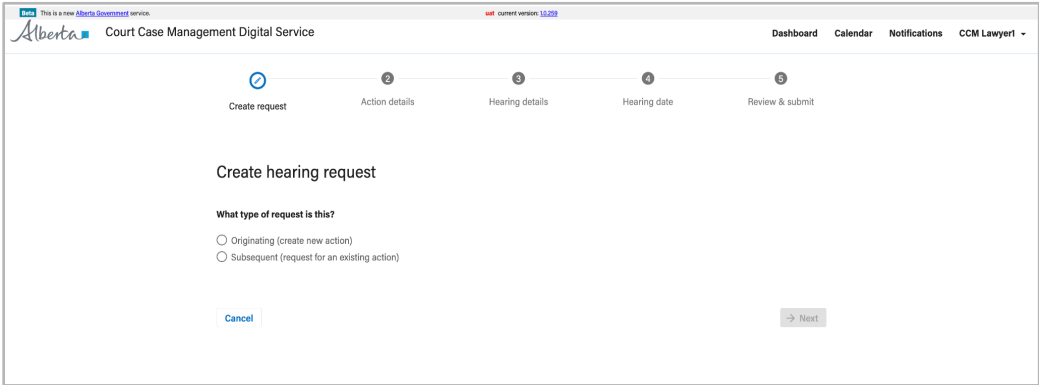 Beta This is a new Alberta Government service. uat current version: 1.0.259
Alberta Court Case Management Digital Service Dashboard Calendar Notifications CCM Lawyer1
2 3 4 5
Create request Action details Hearing details Hearing date Review & submit
Create hearing request
What type of request is this?
Originating (create new action)
Subsequent (request for an existing action)
Cancel → Next